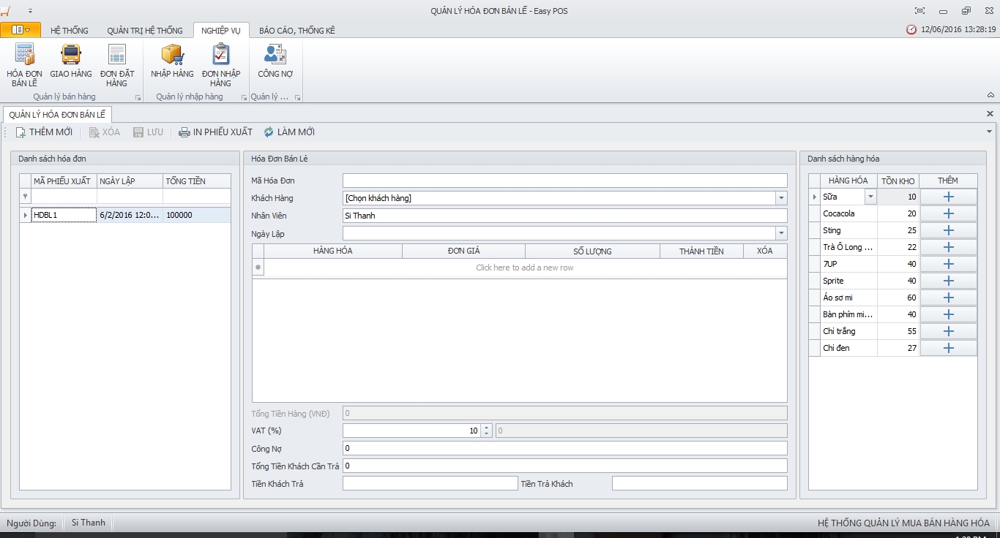 QUẢN LÝ HÓA ĐƠN BÁN LẺ - Easy POS
HỆ THỐNG QUẢN TRỊ HỆ THỐNG NGHIỆP VỤ BÁO CÁO, THỐNG KÊ 12/06/2016 13:28:19
HÓA ĐƠN BÁN LẺ
GIAO HÀNG
ĐƠN ĐẶT HÀNG
NHẬP HÀNG
ĐƠN NHẬP HÀNG
CÔNG NỢ
Quản lý bán hàng Quản lý nhập hàng Quản lý ...
QUẢN LÝ HÓA ĐƠN BÁN LẺ
THÊM MỚI XÓA LƯU IN PHIẾU XUẤT LÀM MỚI
Danh sách hóa đơn
MÃ PHIẾU XUẤT NGÀY LẬP TỔNG TIỀN
HDBL1 6/2/2016 12:0... 100000
Hóa Đơn Bán Lẻ
Mã Hóa Đơn
Khách Hàng [Chọn khách hàng]
Nhân Viên Si Thanh
Ngày Lập
HÀNG HÓA ĐƠN GIÁ SỐ LƯỢNG THÀNH TIỀN XÓA
Click here to add a new row
Tổng Tiền Hàng (VNĐ) 0
VAT (%) 10 0
Công Nợ 0
Tổng Tiền Khách Cần Trả 0
Tiền Khách Trả Tiền Trả Khách
Danh sách hàng hóa
HÀNG HÓA TỒN KHO THÊM
Sữa 10
Cocacola 20
Sting 25
Trà Ô Long ... 22
7UP 40
Sprite 40
Áo sơ mi 60
Bàn phím mi... 40
Chỉ trắng 55
Chỉ đen 27
Người Dùng: Si Thanh HỆ THỐNG QUẢN LÝ MUA BÁN HÀNG HÓA